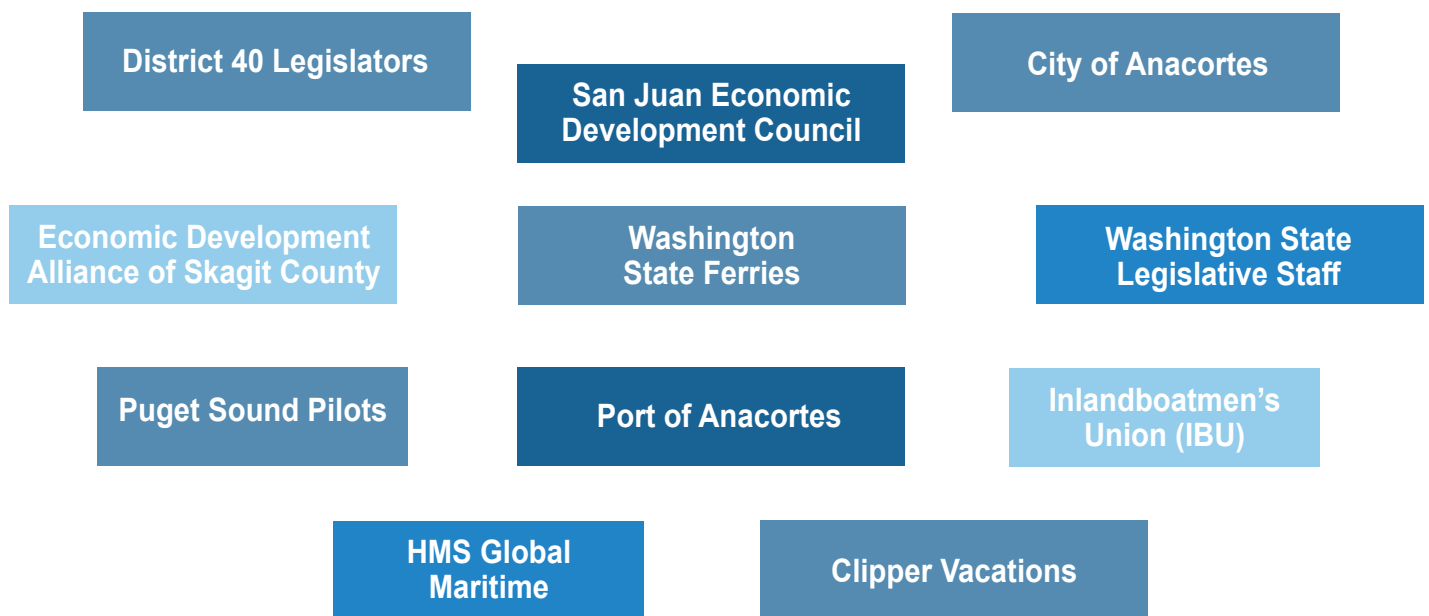 District 40 Legislators
San Juan Economic
Development Council
City of Anacortes
Economic Development
Alliance of Skagit County
Washington
State Ferries
Washington State
Legislative Staff
Puget Sound Pilots
Port of Anacortes
Inlandboatmen’s
Union (IBU)
HMS Global
Maritime
Clipper Vacations